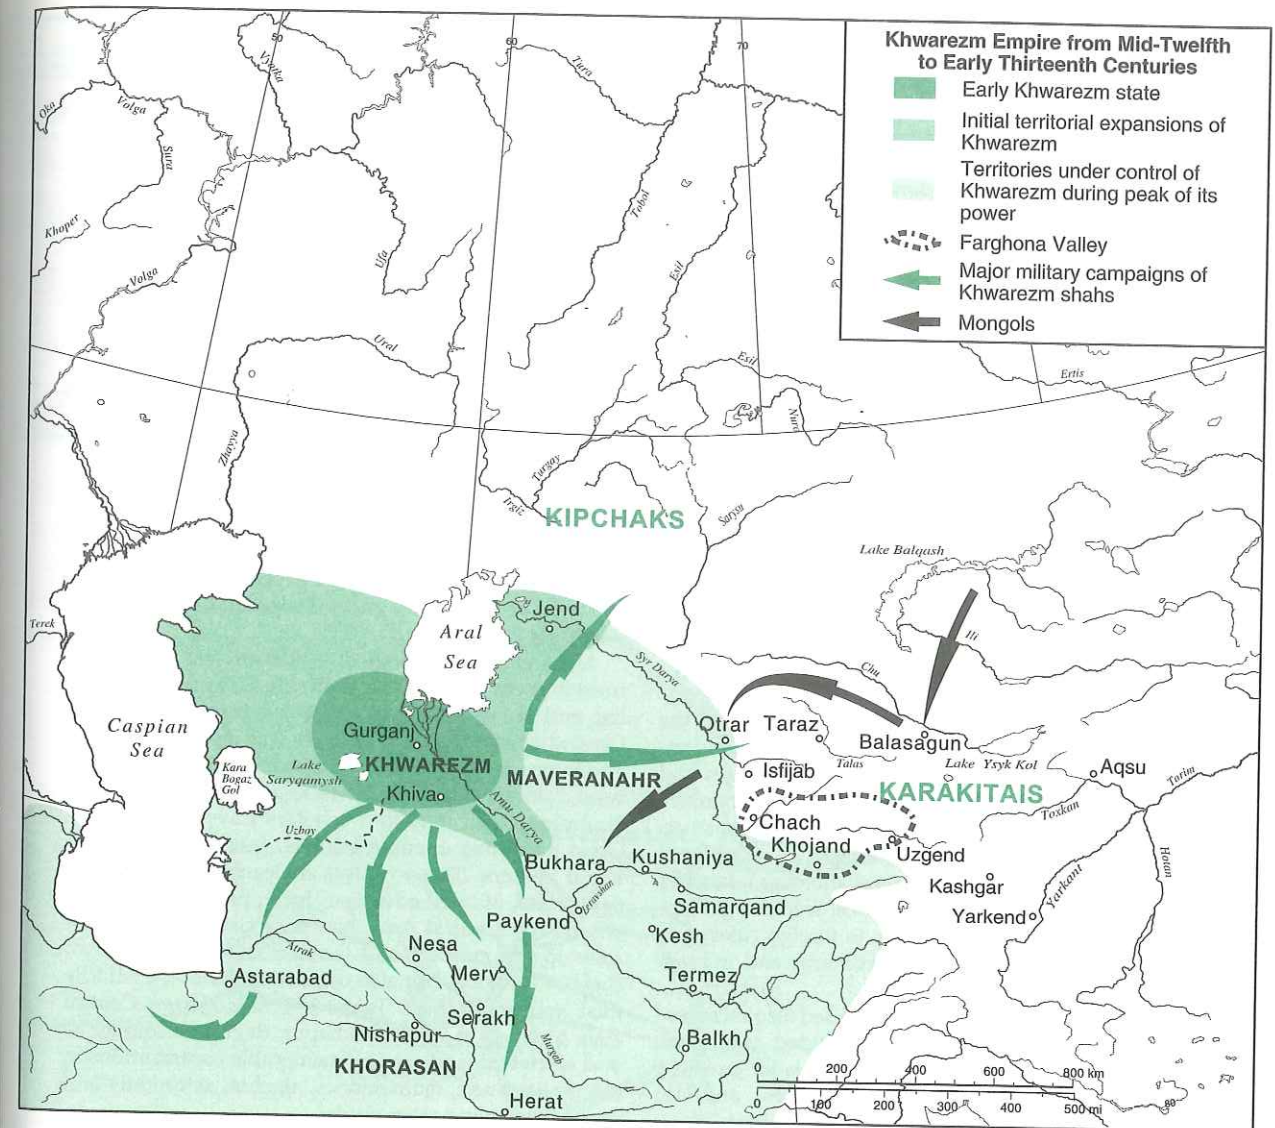 Khwarezm Empire from Mid-Twelfth
to Early Thirteenth Centuries
Early Khwarezm state
Initial territorial expansions of
Khwarezm
Territories under control of
Khwarezm during peak of its
power
Farghona Valley
Major military campaigns of
Khwarezm shahs
Mongols
50
60
70
Vyatka
Tura
Oka
Volga
Sura
Tobol
Khoper
Ufa
Esil
Volga
Ural
Esil
Ertis
Nura
Zhayya
Turgay
Irgiz
KIPCHAKS
Sarysu
Lake Balqash
Terek
Jend
Aral
Sea
Ili
Syr Darya
Chu
Caspian
Sea
Gurganj
Otrar
Taraz
Balasagun
Kara
Bogaz
Gol
Lake
Saryqamysh
KHWAREZM
MAVERANAHR
Isfijab
Talas
Lake Ysyk Kol
Aqsu
Torim
Khiva
KARAKITAIS
Toxkan
Uzboy
Amu Darya
Chach
Khojand
Uzgend
Hotan
Bukhara
Kushaniya
Kashgar
Yarkant
Zeravshan
Samarqand
Yarkend
Paykend
Kesh
Atrak
Nesa
Astarabad
Merv
Termez
Serakh
Nishapur
Murgab
Balkh
KHORASAN
0 200 400 600 800 km
0 100 200 300 400 500 mi
80
Herat